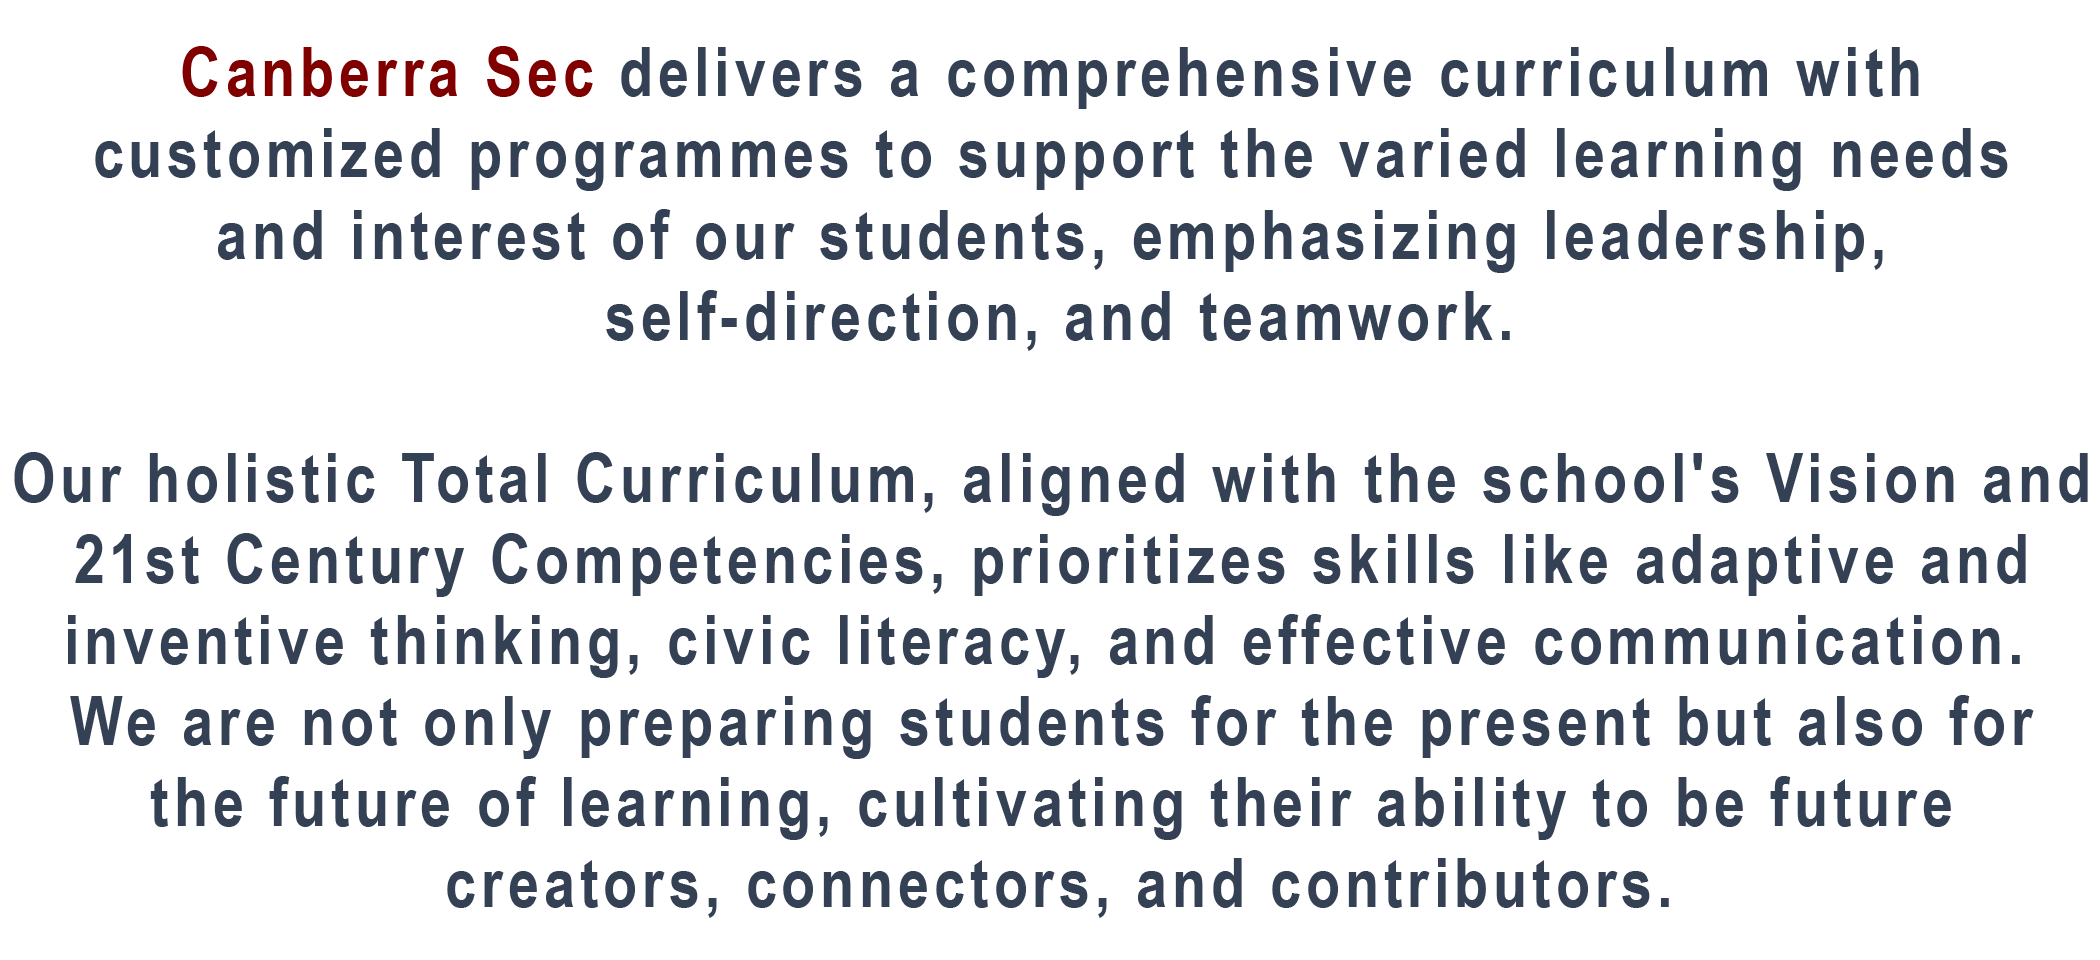 Canberra Sec delivers a comprehensive curriculum with
customized programmes to support the varied learning needs
and interest of our students, emphasizing leadership,
self-direction, and teamwork.
Our holistic Total Curriculum, aligned with the school's Vision and
21st Century Competencies, prioritizes skills like adaptive and
inventive thinking, civic literacy, and effective communication.
We are not only preparing students for the present but also for
the future of learning, cultivating their ability to be future
creators, connectors, and contributors.